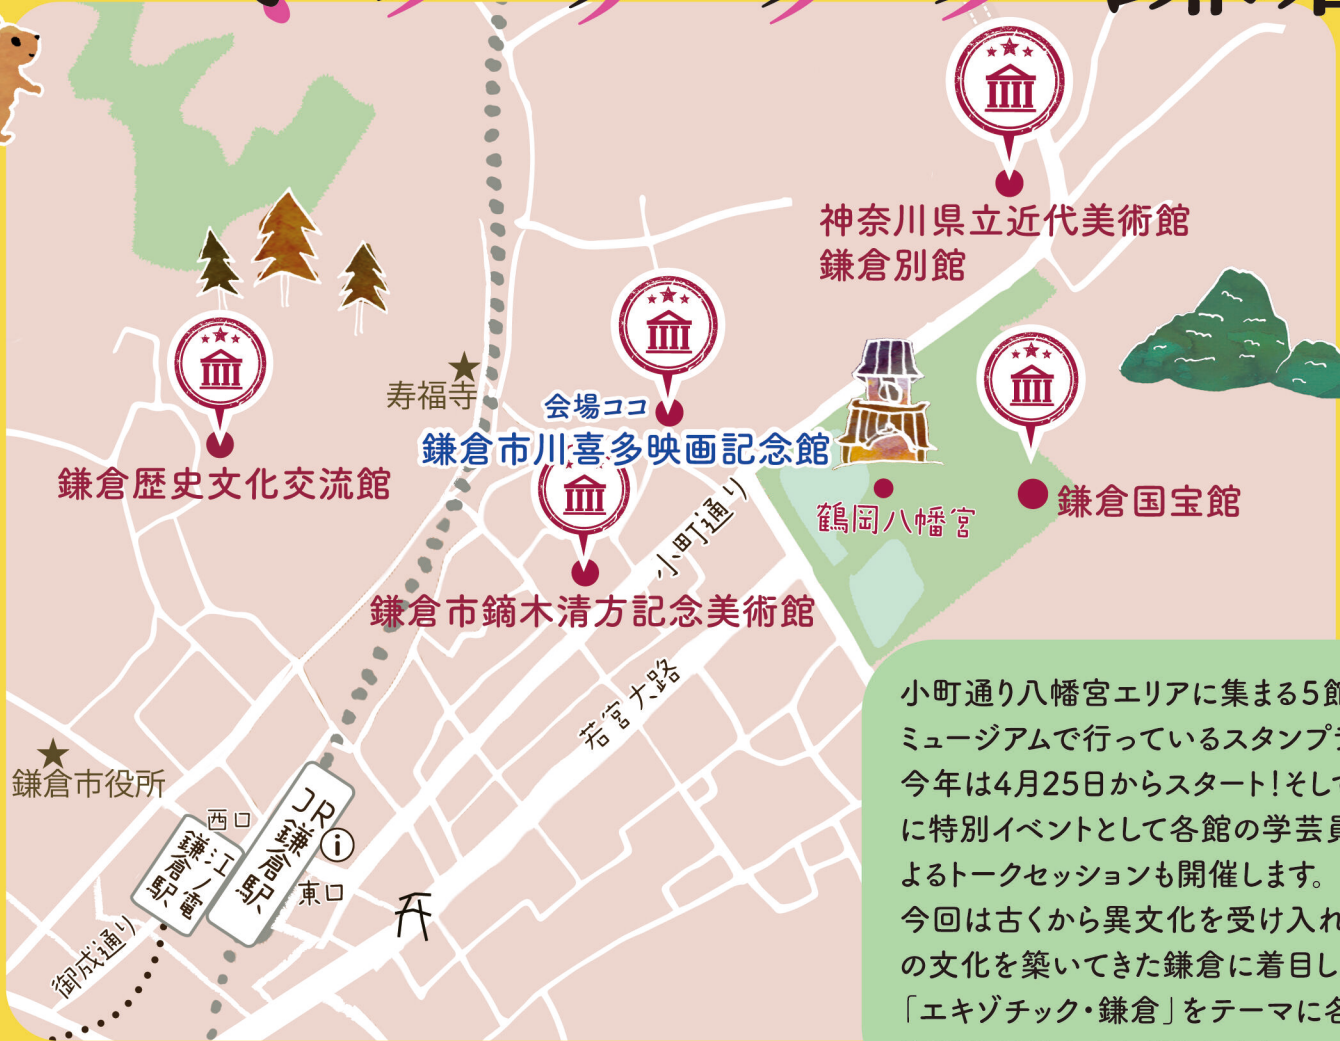 神奈川県立近代美術館
鎌倉別館
寿福寺
会場ココ
鎌倉市川喜多映画記念館
鎌倉歴史文化交流館
鶴岡八幡宮
鎌倉国宝館
小町通り
鎌倉市鏑木清方記念美術館
若宮大路
鎌倉市役所
西口
江ノ電
鎌倉駅
JR
鎌倉駅
i
東口
御成通り
小町通り八幡宮エリアに集まる5館
ミュージアムで行っているスタンプ
今年は4月25日からスタート!そして
に特別イベントとして各館の学芸員
よるトークセッションも開催します。
今回は古くから異文化を受け入れ
の文化を築いてきた鎌倉に着目し
「エキゾチック・鎌倉」をテーマに各